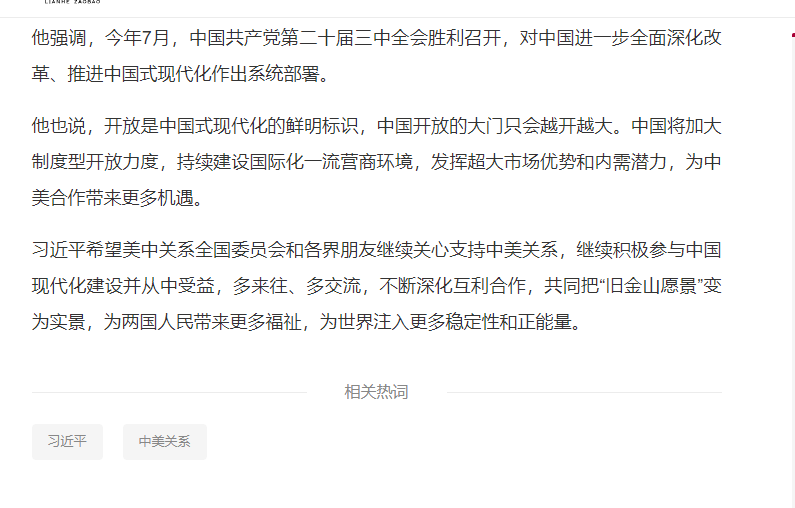 LIANHE ZAOBAO
他强调，今年7月，中国共产党第二十届三中全会胜利召开，对中国进一步全面深化改
革、推进中国式现代化作出系统部署。
他也说，开放是中国式现代化的鲜明标识，中国开放的大门只会越开越大。中国将加大
制度型开放力度，持续建设国际化一流营商环境，发挥超大市场优势和内需潜力，为中
美合作带来更多机遇。
习近平希望美中关系全国委员会和各界朋友继续关心支持中美关系，继续积极参与中国
现代化建设并从中受益，多来往、多交流，不断深化互利合作，共同把“旧金山愿景”变
为实景，为两国人民带来更多福祉，为世界注入更多稳定性和正能量。
相关热词
习近平
中美关系